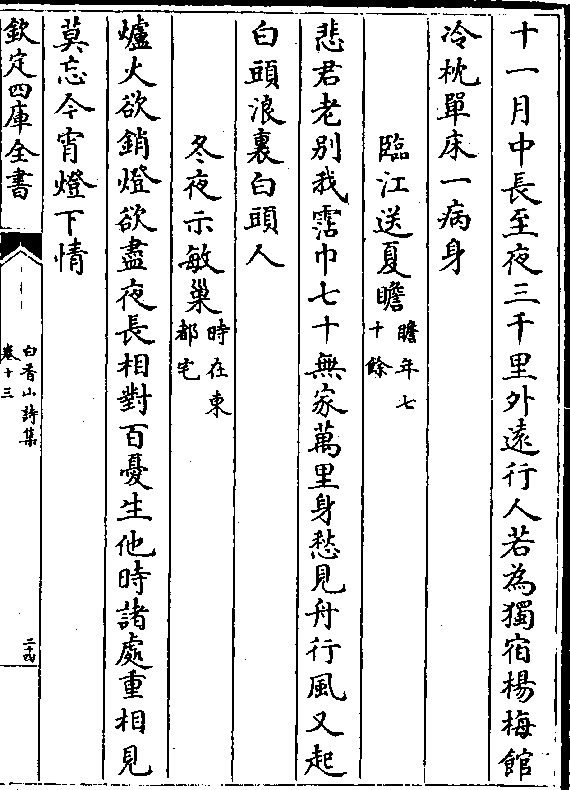 十一月中長至夜三千里外遠行人若為獨宿楊梅館
冷枕單床一病身
臨江送夏瞻瞻年七十餘
悲君老別我霑巾七十無家萬里身愁見舟行風又起
白頭浪裏白頭人
冬夜示敏巢時在東都宅
爐火欲銷燈欲盡夜長相對百憂生他時諸處重相見
莫忘今宵燈下情
欽定四庫全書
白香山詩集
卷十三
二十四